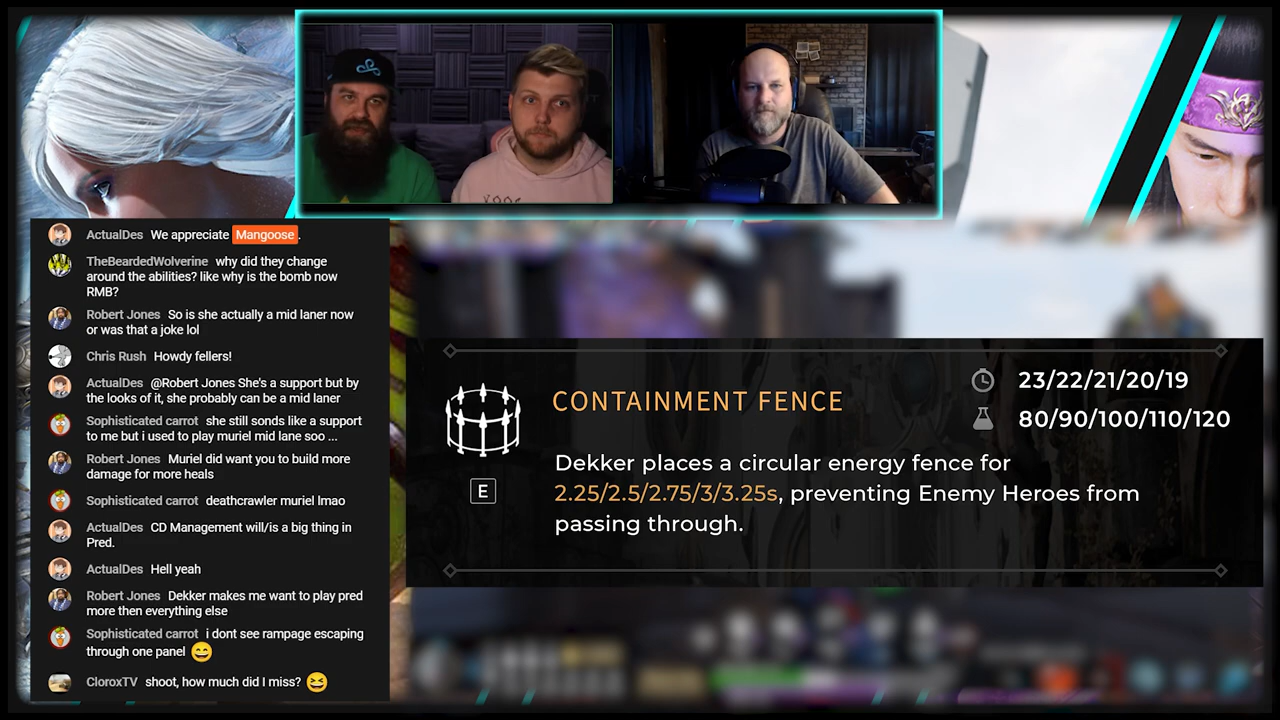 ActualDes We appreciate Mangoose.
TheBeardedWolverine why did they change
around the abilities? like why is the bomb now
RMB?
Robert Jones So is she actually a mid laner now
or was that a joke lol
Chris Rush Howdy fellers!
ActualDes @Robert Jones She's a support but by
the looks of it, she probably can be a mid laner
Sophisticated carrot she still sonds like a support
to me but i used to play muriel mid lane soo ...
Robert Jones Muriel did want you to build more
damage for more heals
Sophisticated carrot deathcrawler muriel lmao
ActualDes CD Management will/is a big thing in
Pred.
ActualDes Hell yeah
Robert Jones Dekker makes me want to play pred
more then everything else
Sophisticated carrot i dont see rampage escaping
through one panel 😄
CloroxTV shoot, how much did I miss? 😆
CONTAINMENT FENCE
23/22/21/20/19
80/90/100/110/120
E
Dekker places a circular energy fence for
2.25/2.5/2.75/3/3.25s, preventing Enemy Heroes from
passing through.